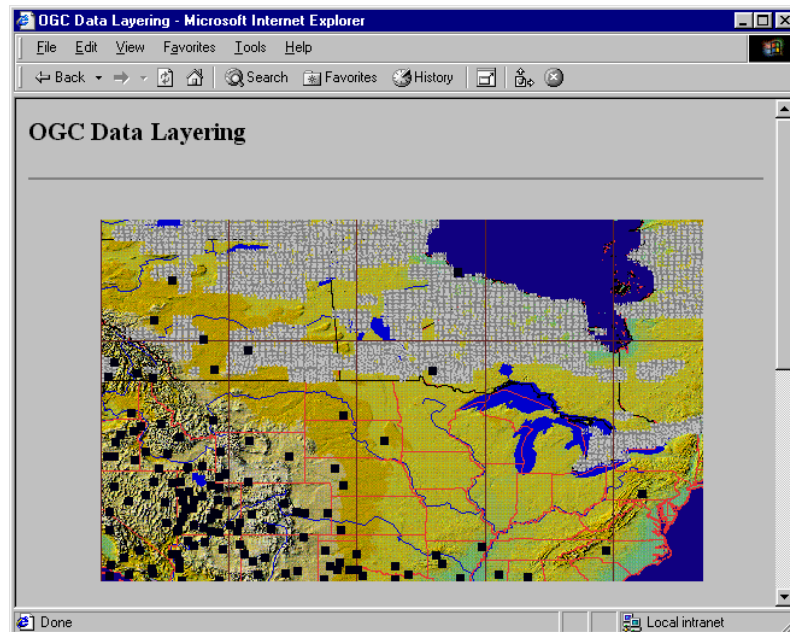 OGC Data Layering - Microsoft Internet Explorer
File Edit View Favorites Tools Help
Back Search Favorites History
OGC Data Layering
Done Local intranet